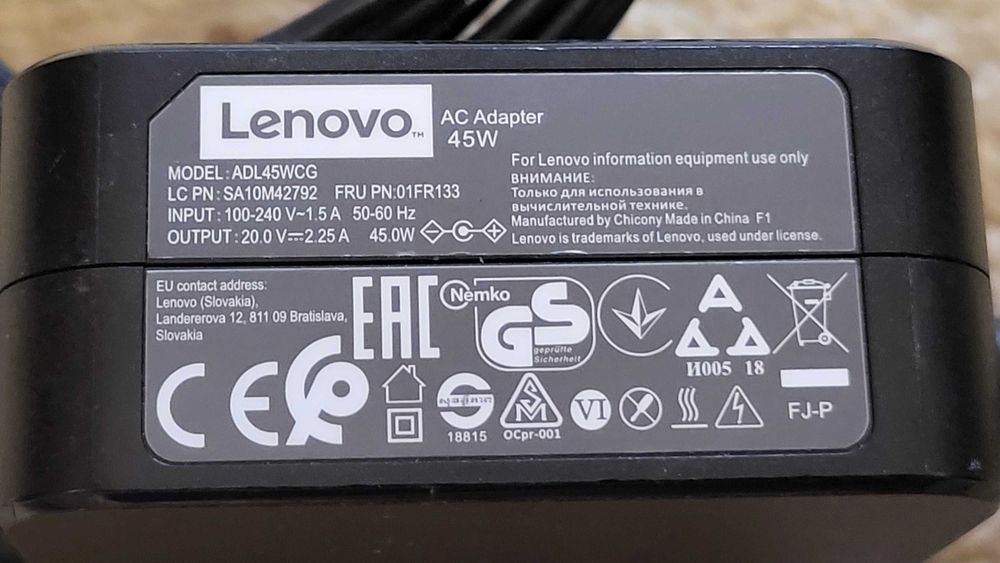 Lenovo™
AC Adapter
45W
MODEL : ADL45WCG
LC PN : SA10M42792 FRU PN:01FR133
INPUT : 100-240 V~1.5 A 50-60 Hz
OUTPUT : 20.0 V⎓2.25 A 45.0W
For Lenovo information equipment use only
ВНИМАНИЕ:
Только для использования в
вычислительной технике.
Manufactured by Chicony Made in China F1
Lenovo is trademarks of Lenovo, used under license.
EU contact address:
Lenovo (Slovakia),
Landererova 12, 811 09 Bratislava,
Slovakia
EAC
Nemko
GS
geprüfte
Sicherheit
И005 18
CE
18815
OCpr-001
VI
FJ-P